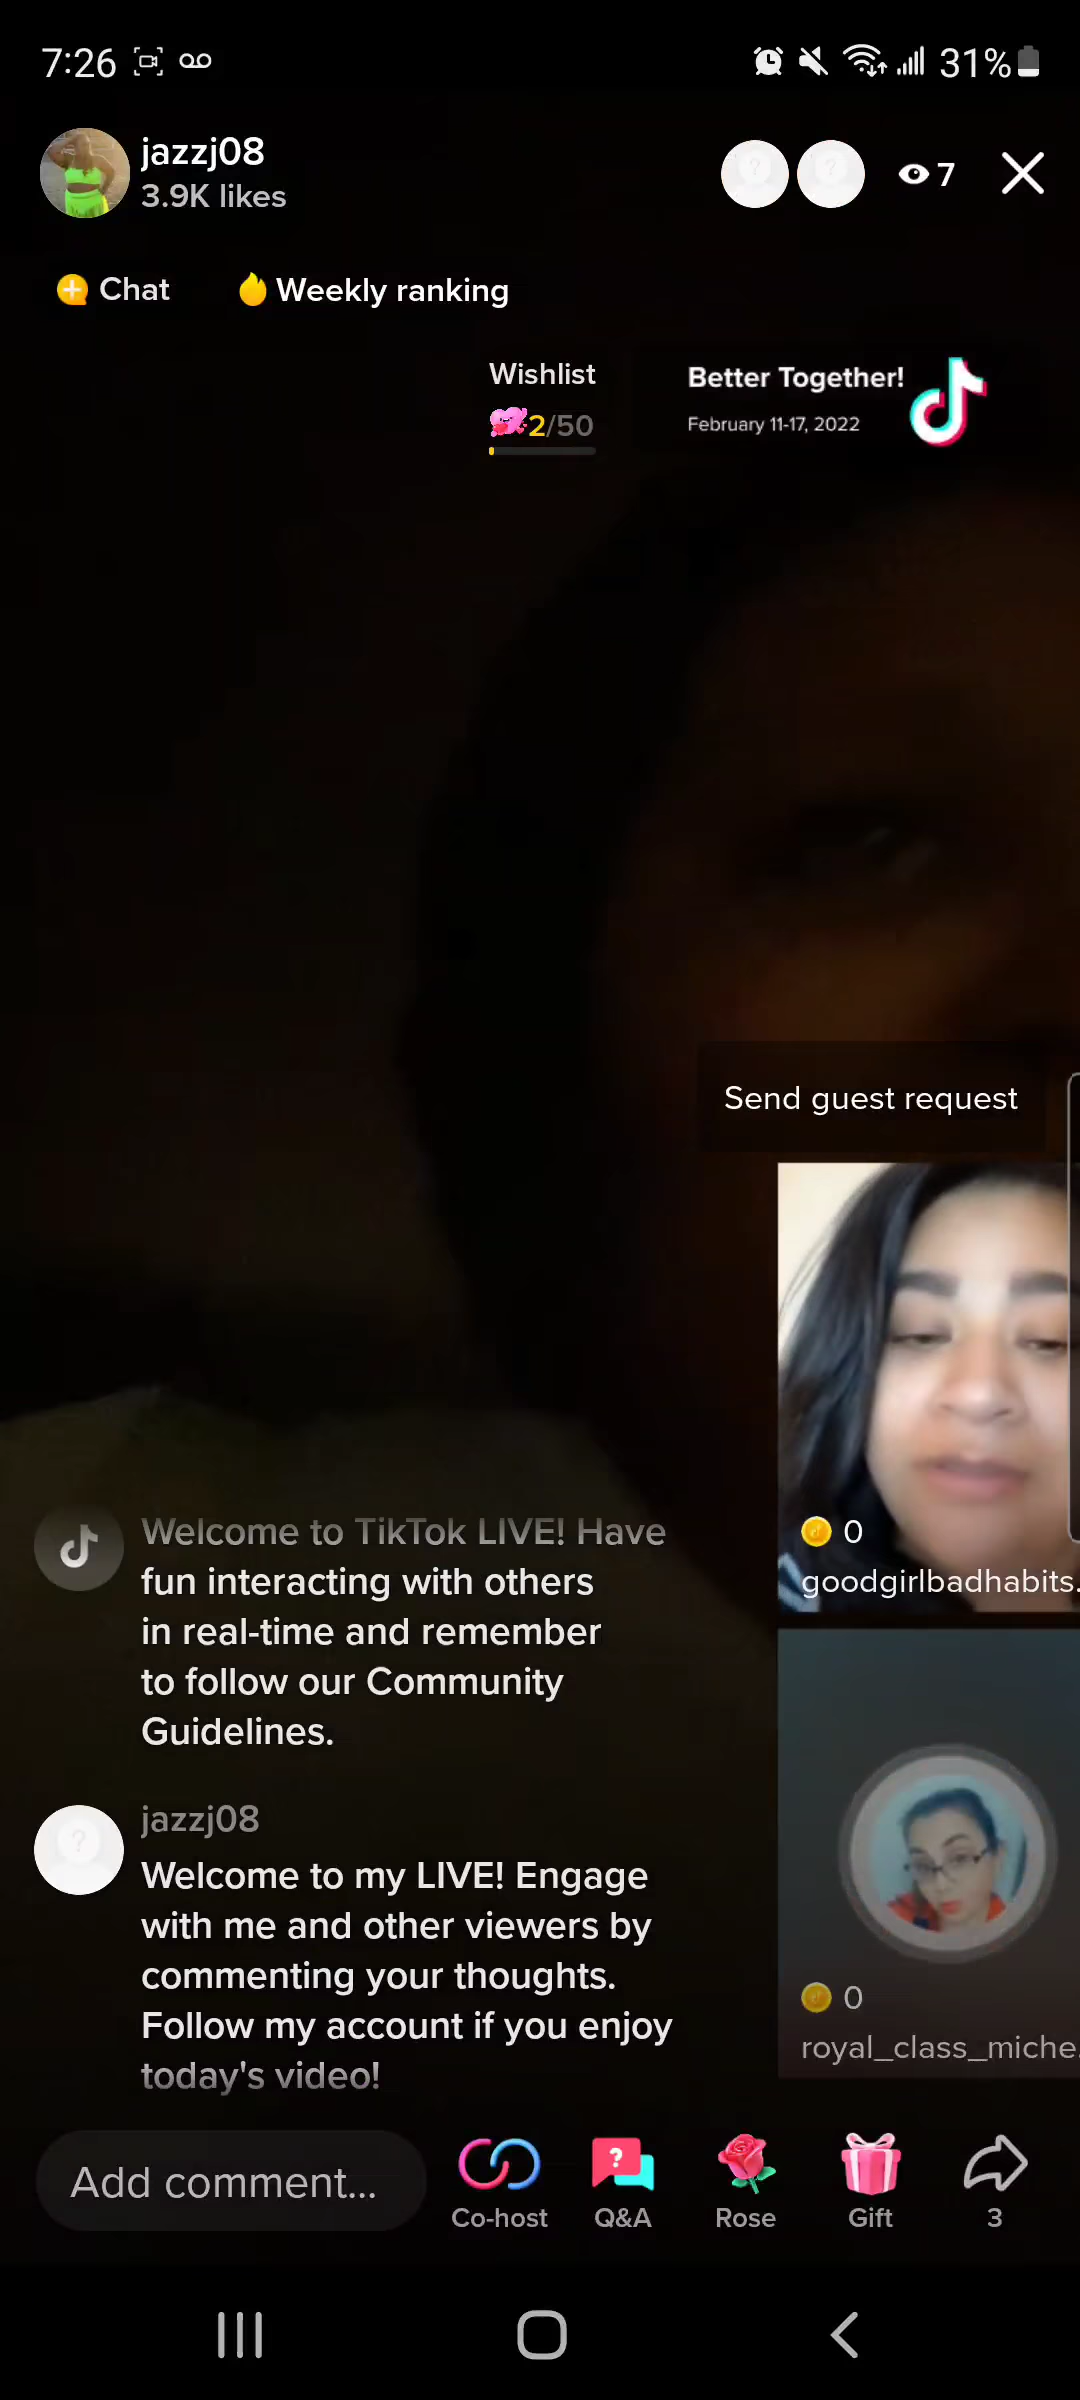 7:26
31%
jazzj08
3.9K likes
7
Chat
Weekly ranking
Wishlist
2/50
Better Together!
February 11-17, 2022
Send guest request
0
goodgirlbadhabits.
0
royal_class_miche.
Welcome to TikTok LIVE! Have
fun interacting with others
in real-time and remember
to follow our Community
Guidelines.
jazzj08
Welcome to my LIVE! Engage
with me and other viewers by
commenting your thoughts.
Follow my account if you enjoy
today's video!
Add comment...
Co-host
Q&A
Rose
Gift
3